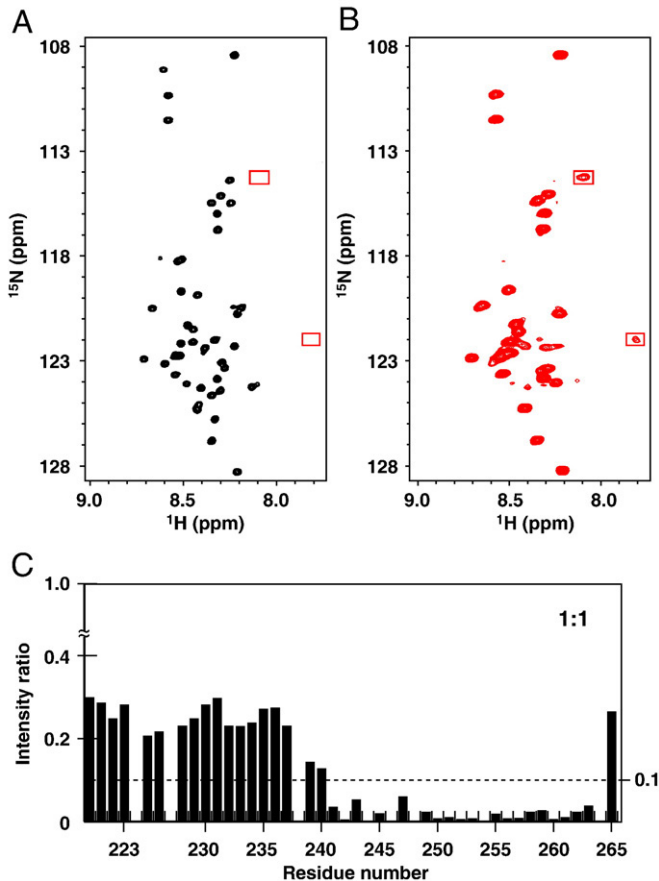 A
B
108
113
118
123
128
¹⁵N (ppm)
9.0 8.5 8.0
¹H (ppm)
108
113
118
123
128
¹⁵N (ppm)
9.0 8.5 8.0
¹H (ppm)
C
1.0
0.4
0.2
0
Intensity ratio
1:1
0.1
223 230 235 240 245 250 255 260 265
Residue number